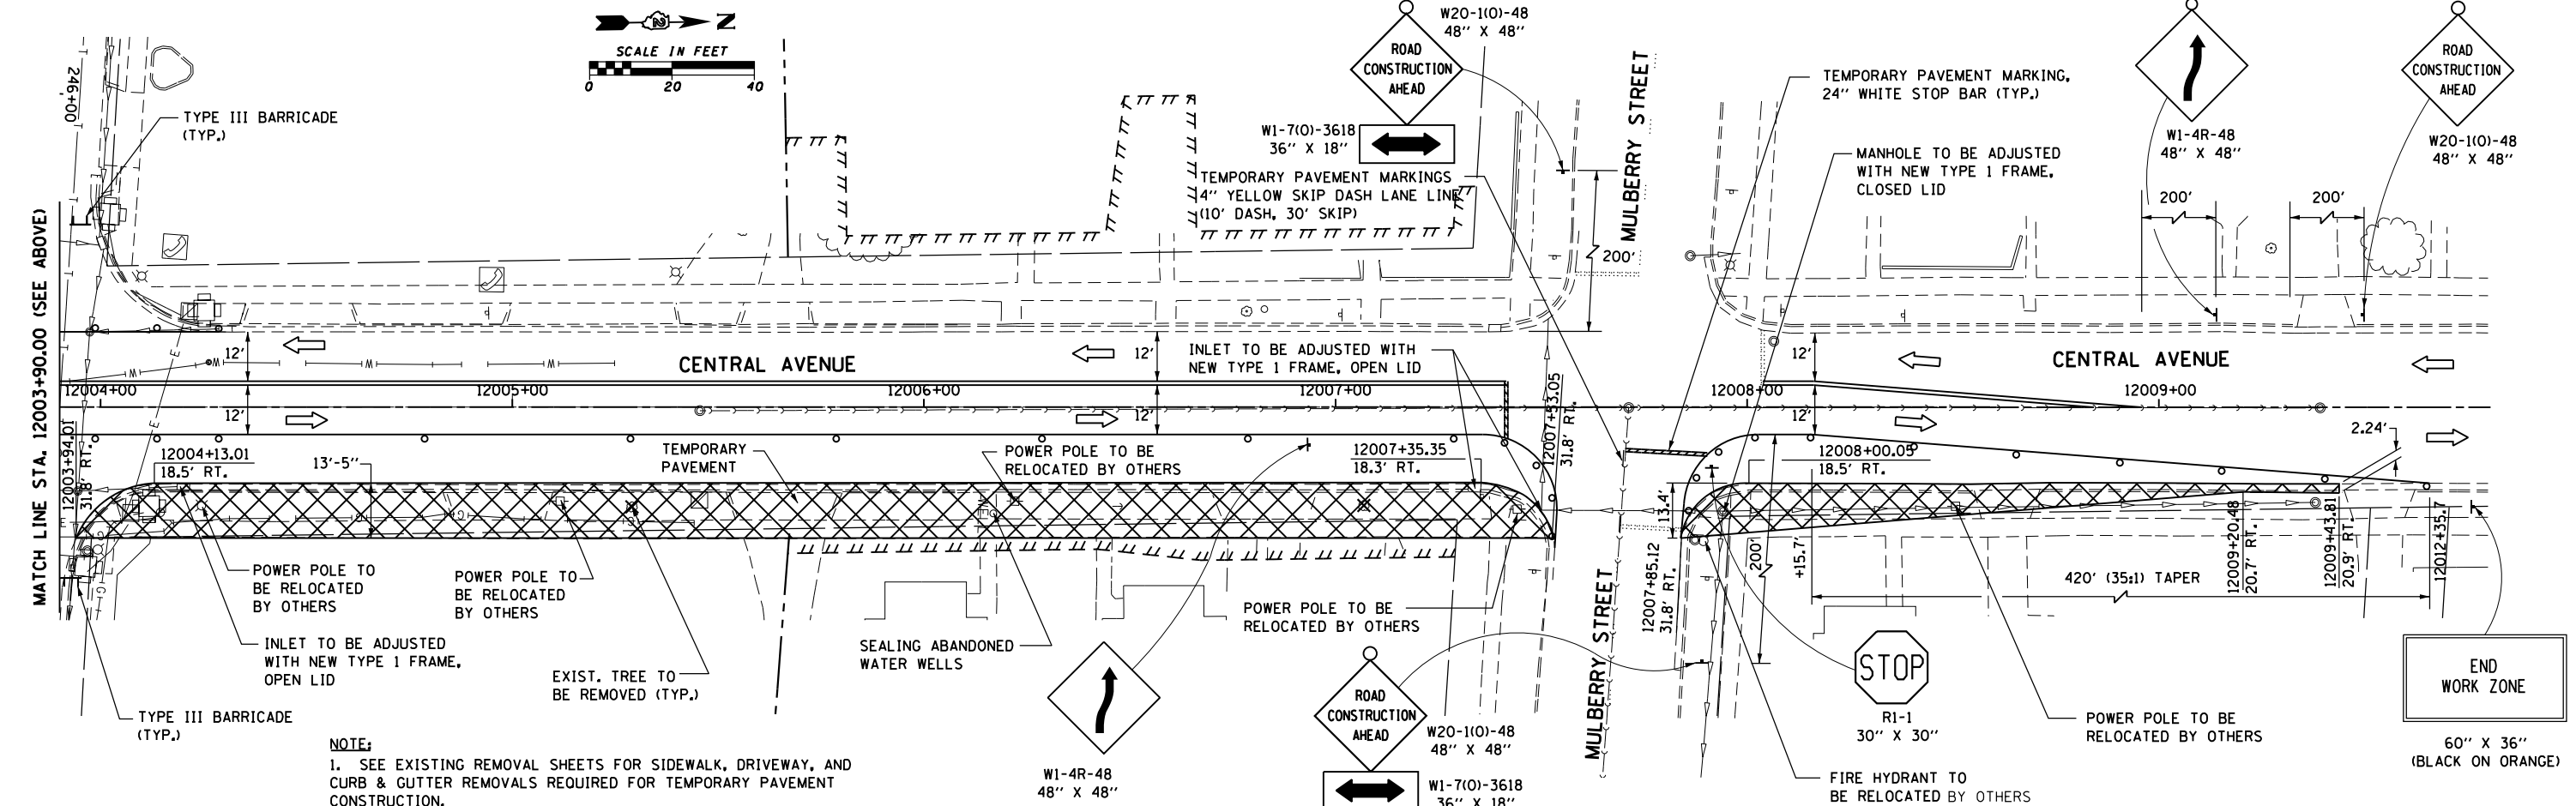 N
SCALE IN FEET
0 20 40
246+00
TYPE III BARRICADE
(TYP.)
MATCH LINE STA. 12003+90.00 (SEE ABOVE)
ROAD
CONSTRUCTION
AHEAD
W20-1(O)-48
48" X 48"
W1-7(O)-3618
36" X 18"
TEMPORARY PAVEMENT MARKINGS
4" YELLOW SKIP DASH LANE LINE
(10' DASH, 30' SKIP)
MULBERRY STREET
200'
TEMPORARY PAVEMENT MARKING,
24" WHITE STOP BAR (TYP.)
MANHOLE TO BE ADJUSTED
WITH NEW TYPE 1 FRAME,
CLOSED LID
W1-4R-48
48" X 48"
ROAD
CONSTRUCTION
AHEAD
W20-1(O)-48
48" X 48"
200'
200'
12'
CENTRAL AVENUE
12'
INLET TO BE ADJUSTED WITH
NEW TYPE 1 FRAME, OPEN LID
12'
CENTRAL AVENUE
12004+00
12005+00
12006+00
12007+00
12008+00
12009+00
12'
12'
12'
12003+94.01
31.8' RT.
12004+13.01
18.5' RT.
13'-5"
TEMPORARY
PAVEMENT
POWER POLE TO BE
RELOCATED BY OTHERS
12007+35.35
18.3' RT.
12007+53.05
31.8' RT.
12008+00.05
18.5' RT.
2.24'
13.4'
12007+85.12
31.8' RT.
200'
+15.7'
420' (35:1) TAPER
12009+20.48
20.7' RT.
12009+43.81
20.9' RT.
12012+35.7
POWER POLE TO
BE RELOCATED
BY OTHERS
POWER POLE TO
BE RELOCATED
BY OTHERS
INLET TO BE ADJUSTED
WITH NEW TYPE 1 FRAME,
OPEN LID
EXIST. TREE TO
BE REMOVED (TYP.)
SEALING ABANDONED
WATER WELLS
POWER POLE TO BE
RELOCATED BY OTHERS
TYPE III BARRICADE
(TYP.)
NOTE:
1. SEE EXISTING REMOVAL SHEETS FOR SIDEWALK, DRIVEWAY, AND
CURB & GUTTER REMOVALS REQUIRED FOR TEMPORARY PAVEMENT
CONSTRUCTION.
W1-4R-48
48" X 48"
ROAD
CONSTRUCTION
AHEAD
W20-1(O)-48
48" X 48"
W1-7(O)-3618
36" X 18"
MULBERRY STREET
STOP
R1-1
30" X 30"
FIRE HYDRANT TO
BE RELOCATED BY OTHERS
POWER POLE TO BE
RELOCATED BY OTHERS
END
WORK ZONE
60" X 36"
(BLACK ON ORANGE)